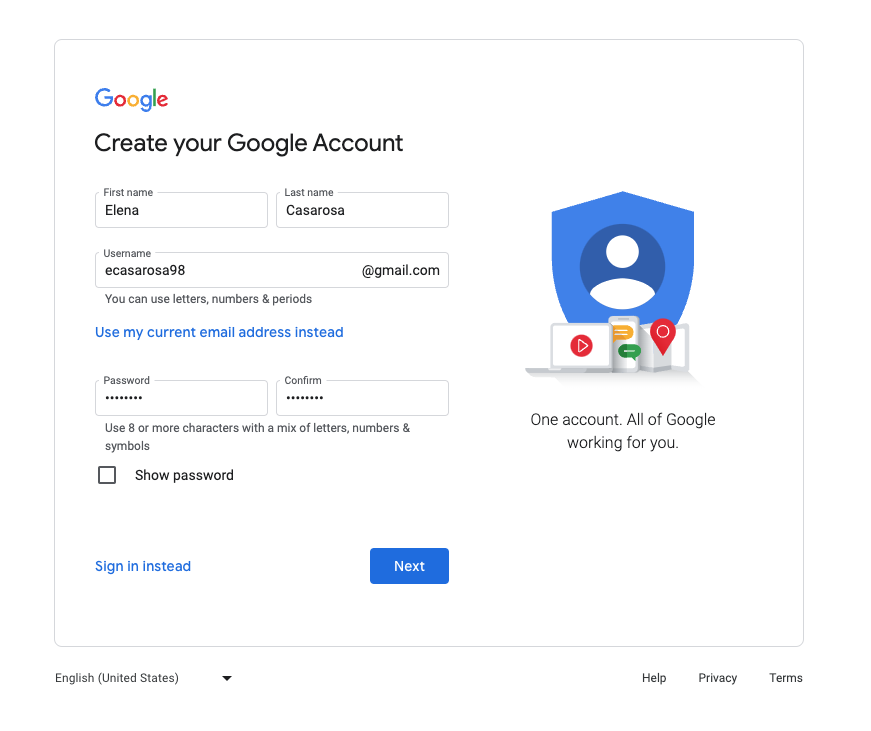 Google
Create your Google Account
First name
Last name
Elena
Casarosa
Username
ecasarosa98
@gmail.com
You can use letters, numbers & periods
Use my current email address instead
Password
Confirm
••••••••
••••••••
Use 8 or more characters with a mix of letters, numbers &
symbols
Show password
Sign in instead
Next
One account. All of Google
working for you.
English (United States)
Help
Privacy
Terms